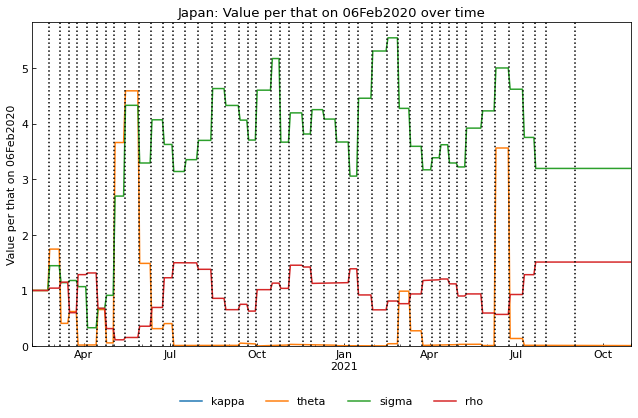 Japan: Value per that on 06Feb2020 over time
Value per that on 06Feb2020
5
4
3
2
1
0
Apr Jul Oct Jan Apr Jul Oct
2021
kappa theta sigma rho